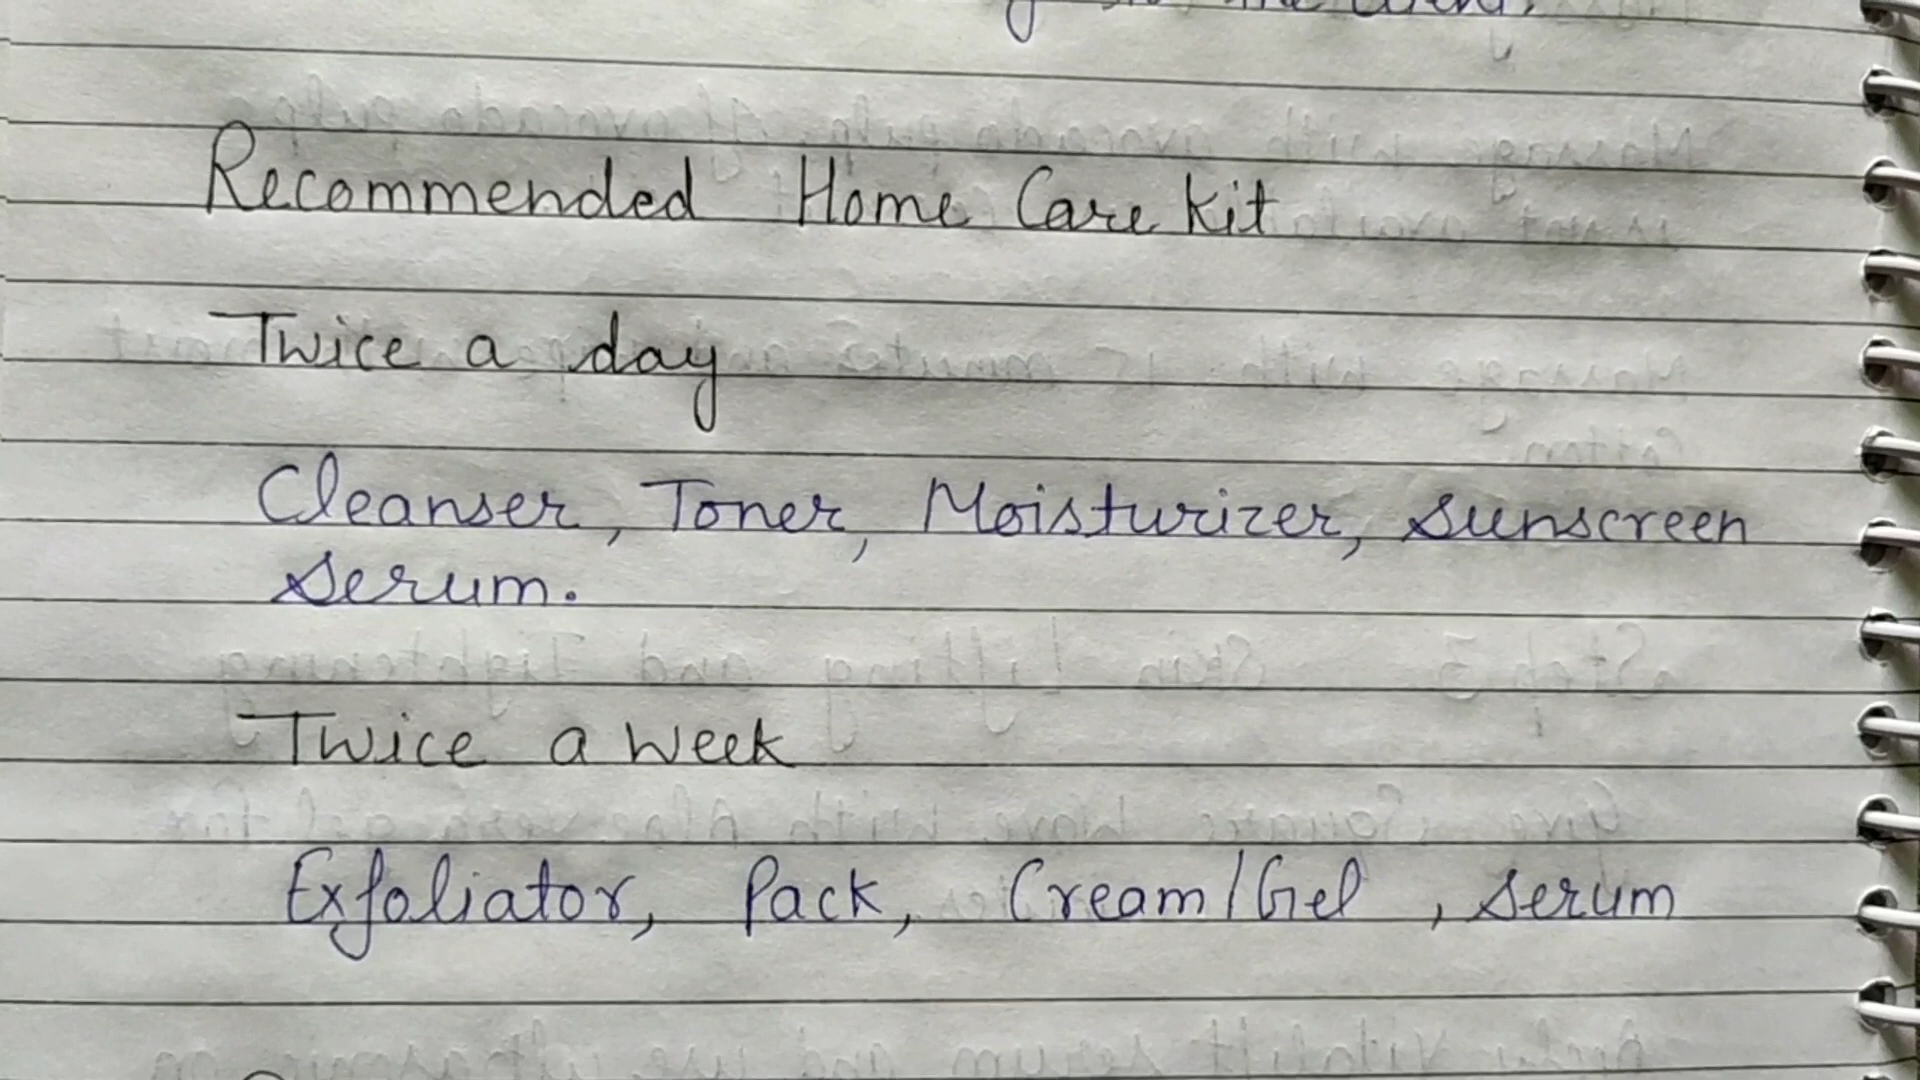 Recommended Home Care Kit
Twice a day
Cleanser, Toner, Moisturizer, Sunscreen
Serum.
Twice a week
Exfoliator, Pack, Cream/Gel, Serum